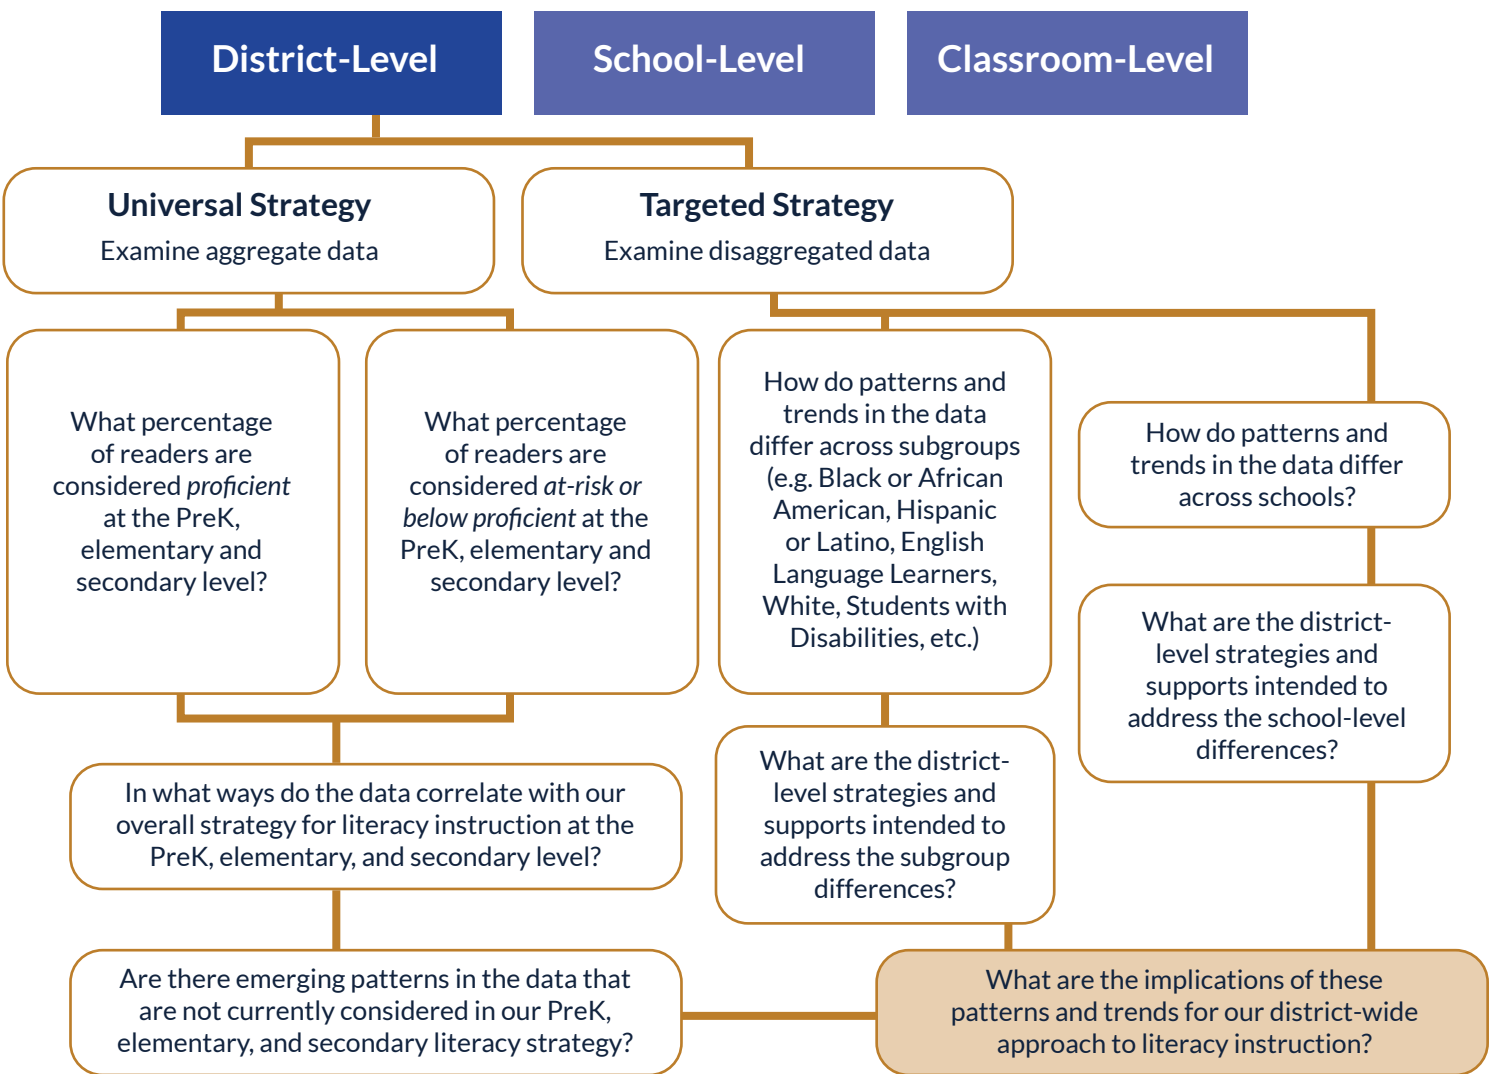 District-Level
School-Level
Classroom-Level
Universal Strategy
Examine aggregate data
Targeted Strategy
Examine disaggregated data
What percentage
of readers are
considered proficient
at the PreK,
elementary and
secondary level?
What percentage
of readers are
considered at-risk or
below proficient at the
PreK, elementary and
secondary level?
How do patterns and
trends in the data
differ across subgroups
(e.g. Black or African
American, Hispanic
or Latino, English
Language Learners,
White, Students with
Disabilities, etc.)
How do patterns and
trends in the data differ
across schools?
What are the district-
level strategies and
supports intended to
address the school-level
differences?
In what ways do the data correlate with our
overall strategy for literacy instruction at the
PreK, elementary, and secondary level?
What are the district-
level strategies and
supports intended to
address the subgroup
differences?
Are there emerging patterns in the data that
are not currently considered in our PreK,
elementary, and secondary literacy strategy?
What are the implications of these
patterns and trends for our district-wide
approach to literacy instruction?